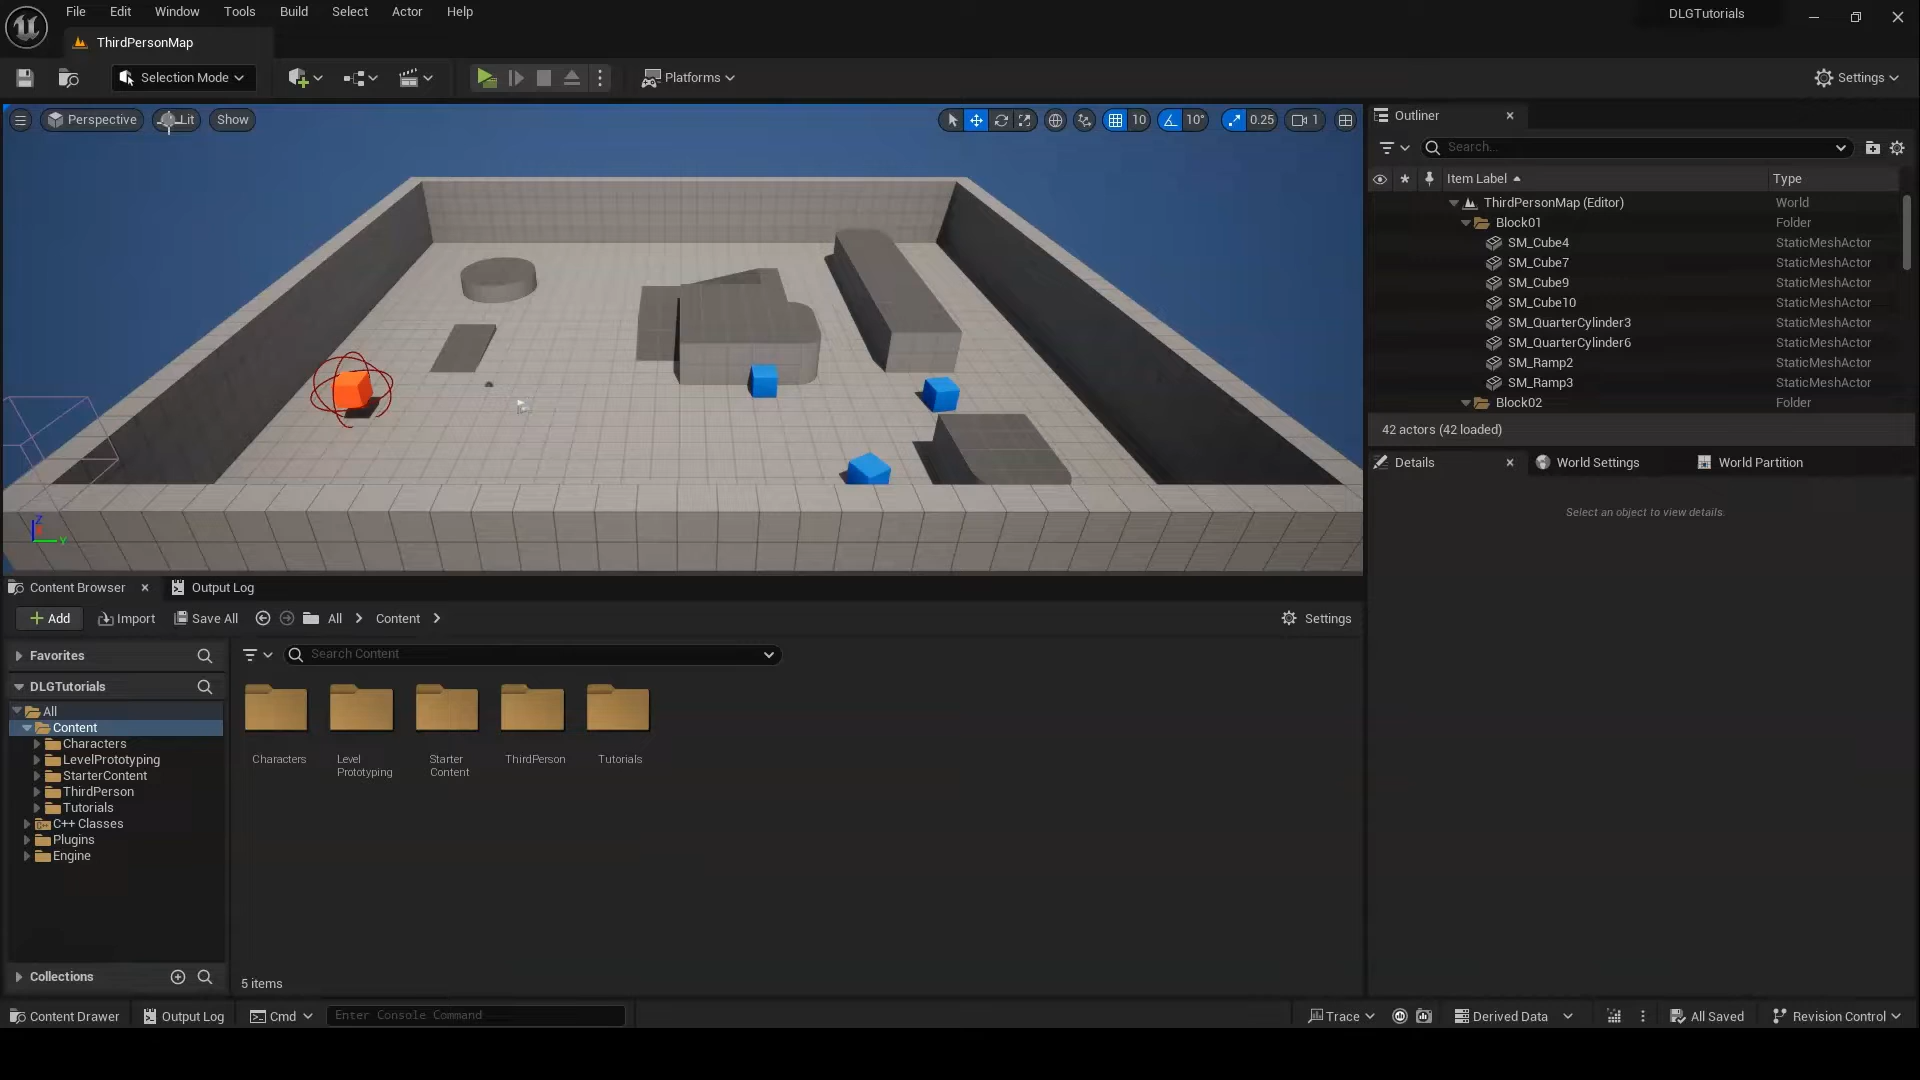 File Edit Window Tools Build Select Actor Help
DLGTutorials
ThirdPersonMap
Selection Mode
Platforms
Settings
Perspective Lit Show
10 10° 0.25 1
Outliner
Search...
Item Label Type
ThirdPersonMap (Editor) World
Block01 Folder
SM_Cube4 StaticMeshActor
SM_Cube7 StaticMeshActor
SM_Cube9 StaticMeshActor
SM_Cube10 StaticMeshActor
SM_QuarterCylinder3 StaticMeshActor
SM_QuarterCylinder6 StaticMeshActor
SM_Ramp2 StaticMeshActor
SM_Ramp3 StaticMeshActor
Block02 Folder
42 actors (42 loaded)
Details World Settings World Partition
Select an object to view details.
Z
Y
Content Browser Output Log
Add Import Save All All Content Settings
Favorites
Search Content
DLGTutorials
All
Content
Characters
LevelPrototyping
StarterContent
ThirdPerson
Tutorials
C++ Classes
Plugins
Engine
Characters
Level
Prototyping
Starter
Content
ThirdPerson
Tutorials
Collections
5 items
Content Drawer Output Log Cmd Enter Console Command Trace Derived Data All Saved Revision Control